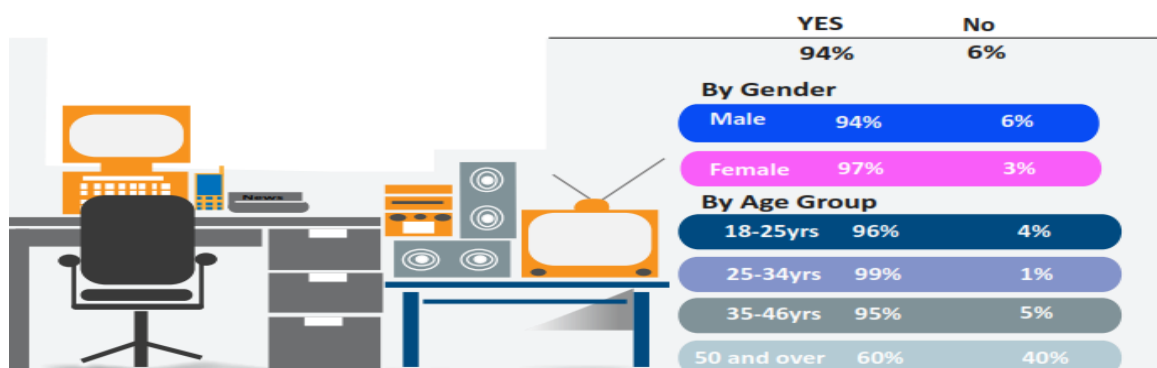 YES No
94% 6%
By Gender
Male 94% 6%
Female 97% 3%
By Age Group
18-25yrs 96% 4%
25-34yrs 99% 1%
35-46yrs 95% 5%
50 and over 60% 40%
News